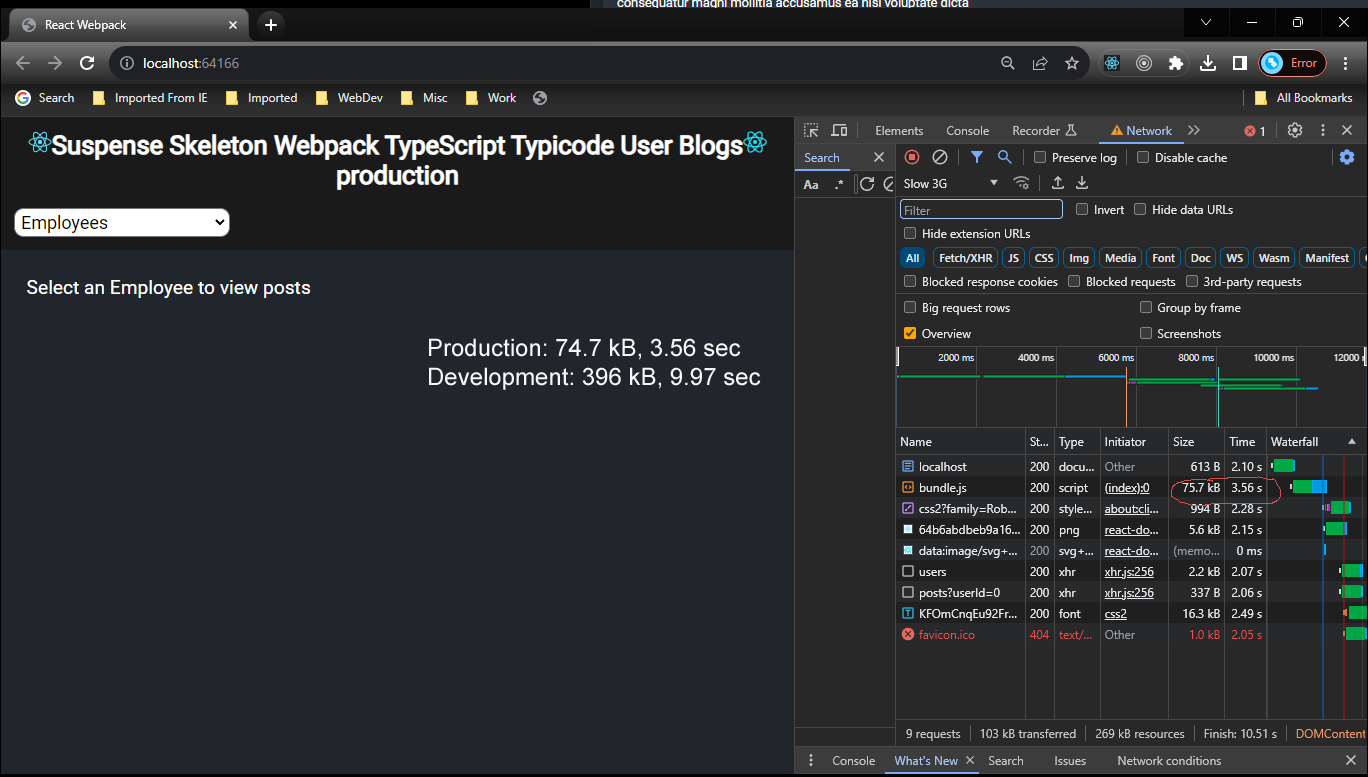 consequatur magni mollitia accusamus ea nisi voluptate dicta
React Webpack
localhost:64166
Error
Search
Imported From IE
Imported
WebDev
Misc
Work
All Bookmarks
Suspense Skeleton Webpack TypeScript Typicode User Blogs
production
Employees
Select an Employee to view posts
Production: 74.7 kB, 3.56 sec
Development: 396 kB, 9.97 sec
Elements Console Recorder Network 1
Search
Aa .*
Preserve log Disable cache
Slow 3G
Filter Invert Hide data URLs
Hide extension URLs
All Fetch/XHR JS CSS Img Media Font Doc WS Wasm Manifest
Blocked response cookies Blocked requests 3rd-party requests
Big request rows Group by frame
Overview Screenshots
2000 ms 4000 ms 6000 ms 8000 ms 10000 ms 12000
Name St... Type Initiator Size Time Waterfall
localhost 200 docu... Other 613 B 2.10 s
bundle.js 200 script (index):0 75.7 kB 3.56 s
css2?family=Rob... 200 style... about:cli... 994 B 2.28 s
64b6abdbeb9a16... 200 png react-do... 5.6 kB 2.15 s
data:image/svg+... 200 svg+... react-do... (memo... 0 ms
users 200 xhr xhr.js:256 2.2 kB 2.07 s
posts?userId=0 200 xhr xhr.js:256 337 B 2.06 s
KFOmCnqEu92Fr... 200 font css2 16.3 kB 2.49 s
favicon.ico 404 text/... Other 1.0 kB 2.05 s
9 requests 103 kB transferred 269 kB resources Finish: 10.51 s DOMContent
Console What's New Search Issues Network conditions